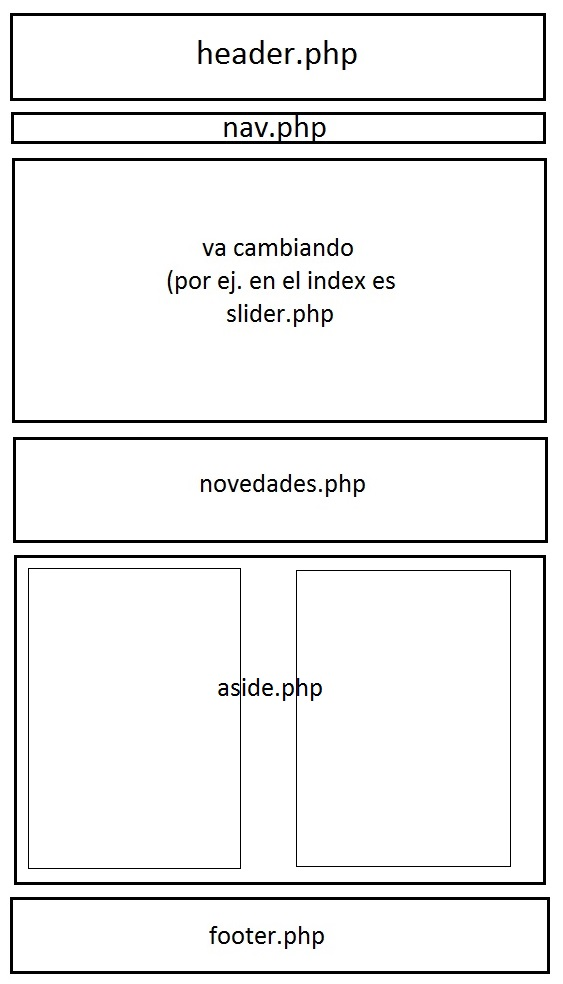 header.php
nav.php
va cambiando
(por ej. en el index es
slider.php
novedades.php
aside.php
footer.php